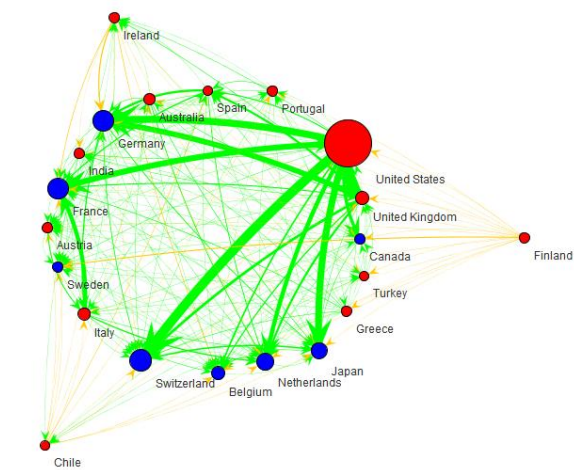 Ireland
Spain
Portugal
Australia
Germany
India
United States
France
United Kingdom
Austria
Canada
Finland
Sweden
Turkey
Italy
Greece
Japan
Switzerland
Netherlands
Belgium
Chile